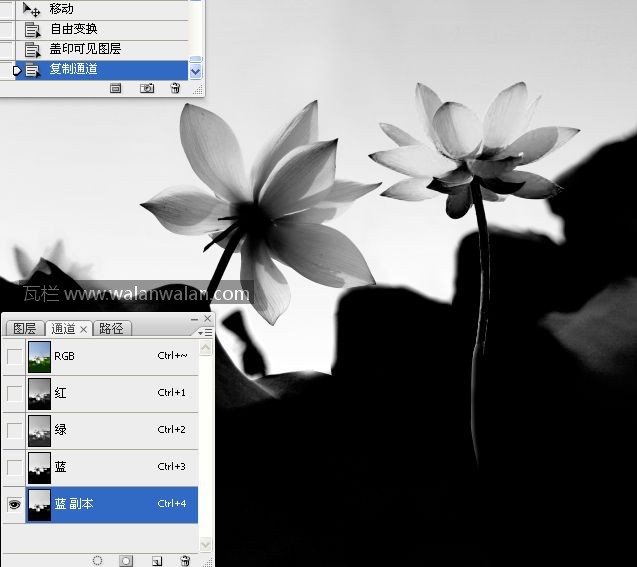 移动
自由变换
盖印可见图层
复制通道
瓦栏 www.walanwalan.com
图层 通道 × 路径
RGB Ctrl+~
红 Ctrl+1
绿 Ctrl+2
蓝 Ctrl+3
蓝 副本 Ctrl+4